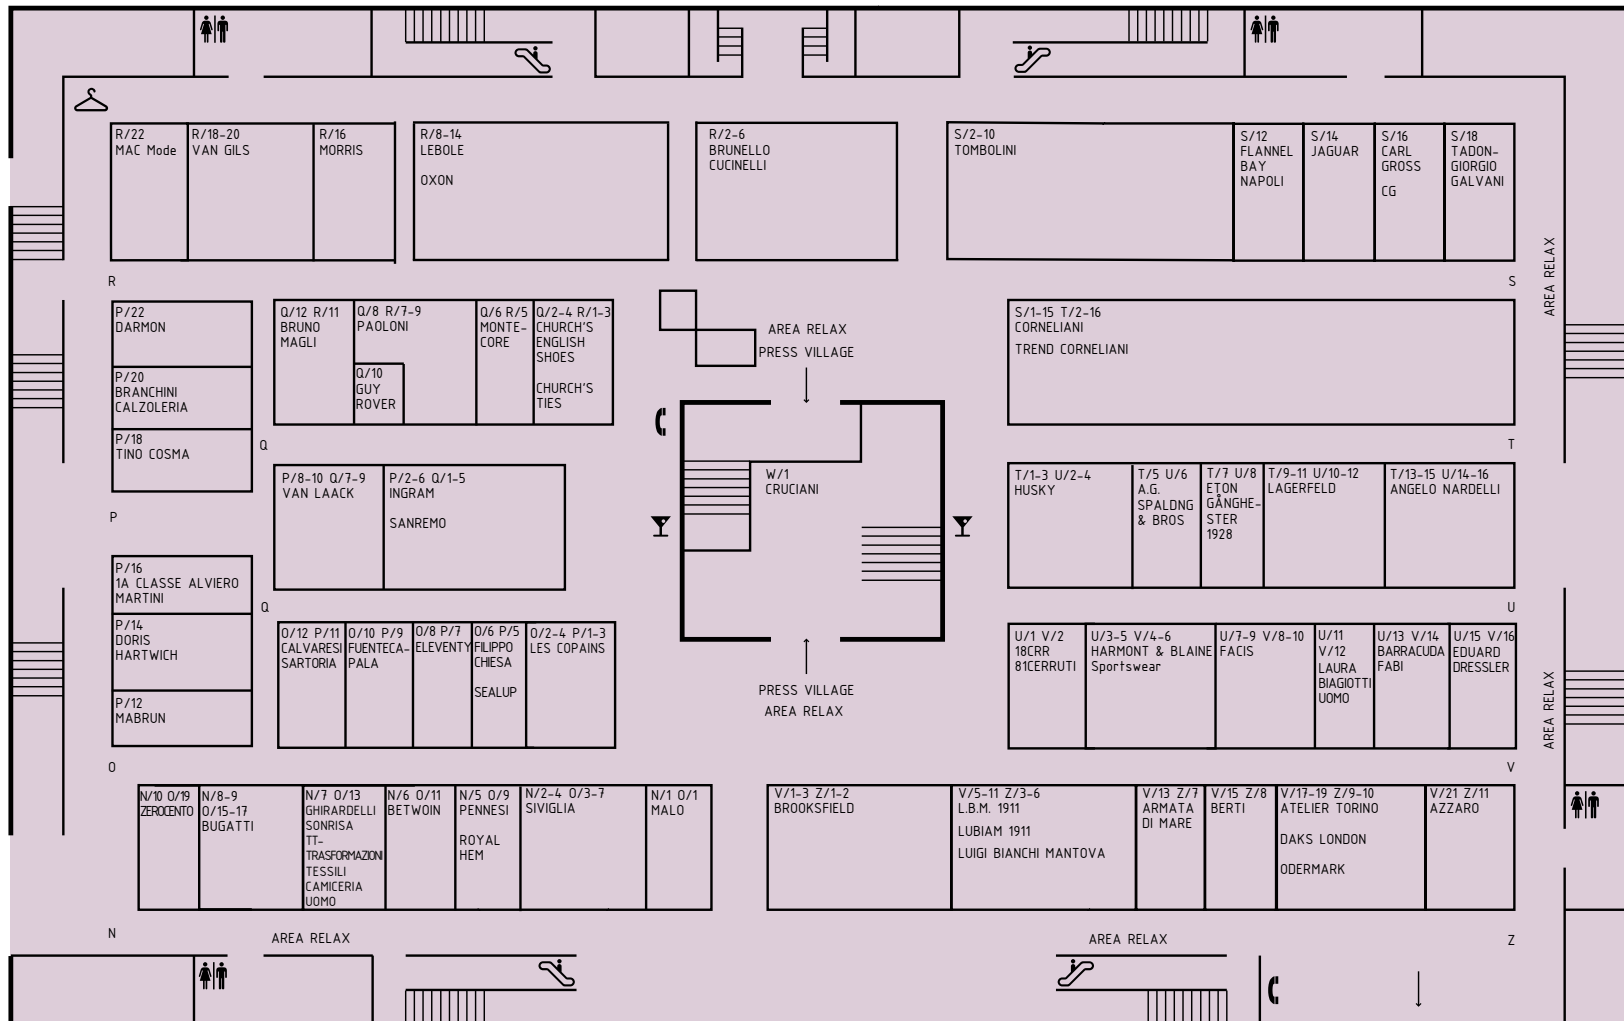 R/22
MAC Mode
R/18-20
VAN GILS
R/16
MORRIS
R/8-14
LEBOLE
OXON
R/2-6
BRUNELLO
CUCINELLI
S/2-10
TOMBOLINI
S/12
FLANNEL
BAY
NAPOLI
S/14
JAGUAR
S/16
CARL
GROSS
CG
S/18
TADON-
GIORGIO
GALVANI
AREA RELAX
R
S
P/22
DARMON
P/20
BRANCHINI
CALZOLERIA
P/18
TINO COSMA
Q/12 R/11
BRUNO
MAGLI
Q/8 R/7-9
PAOLONI
Q/10
GUY
ROVER
Q/6 R/5
MONTE-
CORE
Q/2-4 R/1-3
CHURCH'S
ENGLISH
SHOES
CHURCH'S
TIES
AREA RELAX
PRESS VILLAGE
S/1-15 T/2-16
CORNELIANI
TREND CORNELIANI
Q
T
P/8-10 Q/7-9
VAN LAACK
P/2-6 Q/1-5
INGRAM
SANREMO
W/1
CRUCIANI
T/1-3 U/2-4
HUSKY
T/5 U/6
A.G.
SPALDNG
& BROS
T/7 U/8
ETON
GÅNGHE-
STER
1928
T/9-11 U/10-12
LAGERFELD
T/13-15 U/14-16
ANGELO NARDELLI
P
P/16
1A CLASSE ALVIERO
MARTINI
P/14
DORIS
HARTWICH
P/12
MABRUN
Q
U
O/12 P/11
CALVARESI
SARTORIA
O/10 P/9
FUENTECA-
PALA
O/8 P/7
ELEVENTY
O/6 P/5
FILIPPO
CHIESA
SEALUP
O/2-4 P/1-3
LES COPAINS
PRESS VILLAGE
AREA RELAX
U/1 V/2
18CRR
81CERRUTI
U/3-5 V/4-6
HARMONT & BLAINE
Sportswear
U/7-9 V/8-10
FACIS
U/11
V/12
LAURA
BIAGIOTTI
UOMO
U/13 V/14
BARRACUDA
FABI
U/15 V/16
EDUARD
DRESSLER
AREA RELAX
O
V
N/10 O/19
ZEROCENTO
N/8-9
O/15-17
BUGATTI
N/7 O/13
GHIRARDELLI
SONRISA
TT-
TRASFORMAZIONI
TESSILI
CAMICERIA
UOMO
N/6 O/11
BETWOIN
N/5 O/9
PENNESI
ROYAL
HEM
N/2-4 O/3-7
SIVIGLIA
N/1 O/1
MALO
V/1-3 Z/1-2
BROOKSFIELD
V/5-11 Z/3-6
L.B.M. 1911
LUBIAM 1911
LUIGI BIANCHI MANTOVA
V/13 Z/7
ARMATA
DI MARE
V/15 Z/8
BERTI
V/17-19 Z/9-10
ATELIER TORINO
DAKS LONDON
ODERMARK
V/21 Z/11
AZZARO
N
AREA RELAX
AREA RELAX
Z